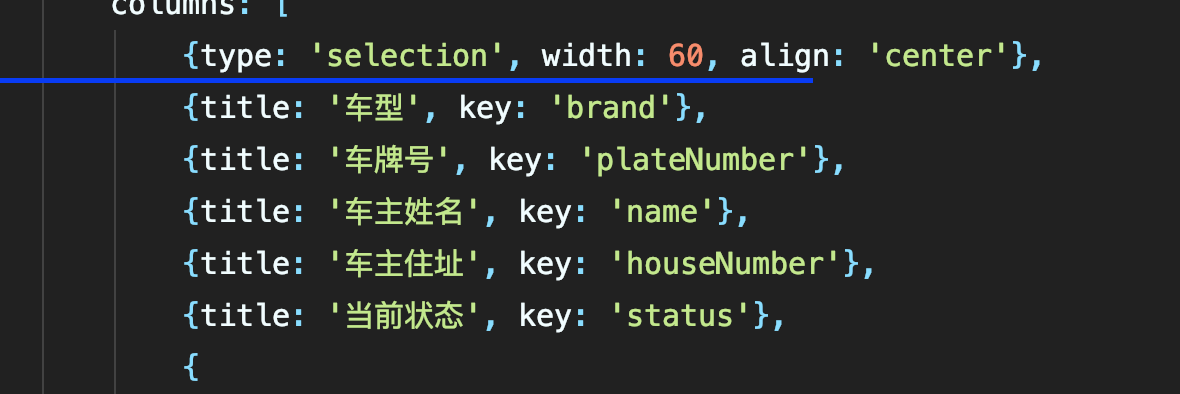 columns: [
{type: 'selection', width: 60, align: 'center'},
{title: '车型', key: 'brand'},
{title: '车牌号', key: 'plateNumber'},
{title: '车主姓名', key: 'name'},
{title: '车主住址', key: 'houseNumber'},
{title: '当前状态', key: 'status'},
{